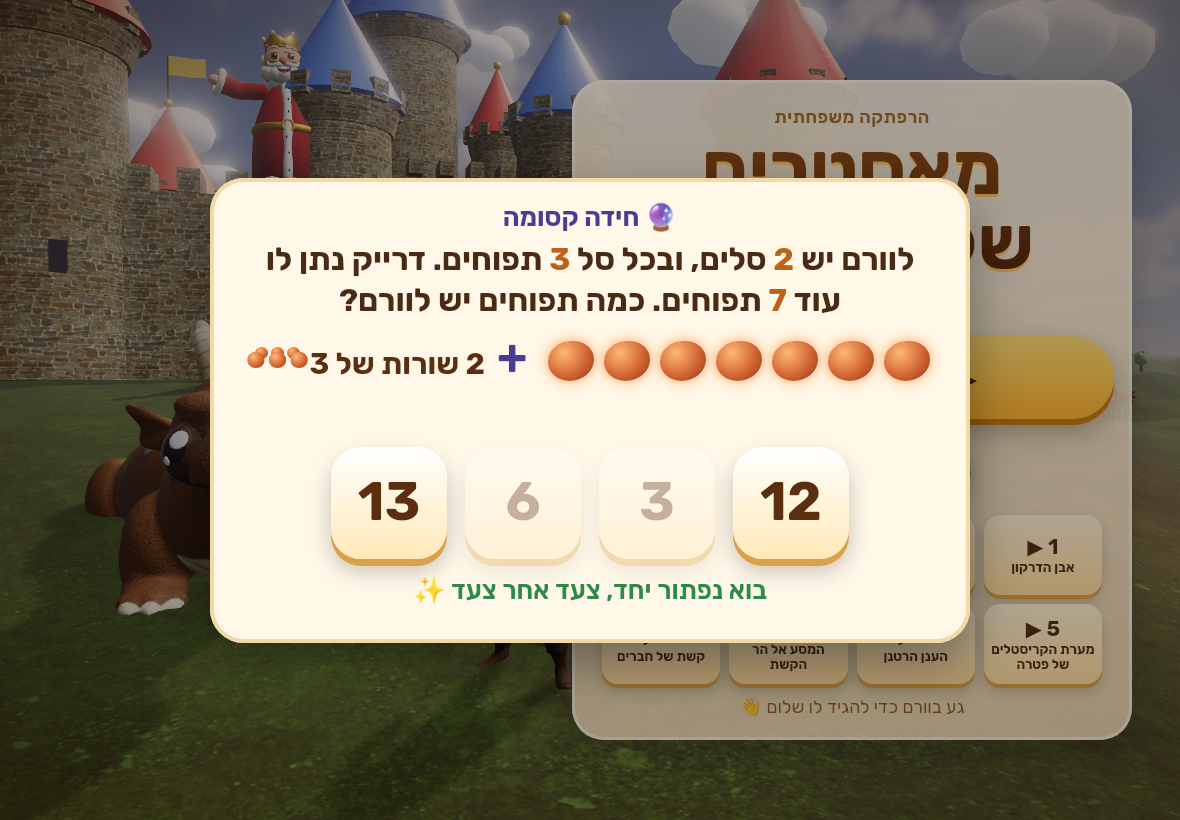 הרפתקה משפחתית
מאסטריס
🔮 חידה קסומה
לוורם יש 2 סלים, ובכל סל 3 תפוחים. דרייק נתן לו
עוד 7 תפוחים. כמה תפוחים יש לוורם?
+ 2 שורות של 3
12 3 6 13
בוא נפתור יחד, צעד אחר צעד ✨
1 ▶
אבן הדרקון
5 ▶
מערת הקריסטלים
של פטרה
הענן הרטנן
המסע אל הר
הקשת
קשת של חברים
גע בוורם כדי להגיד לו שלום 👋